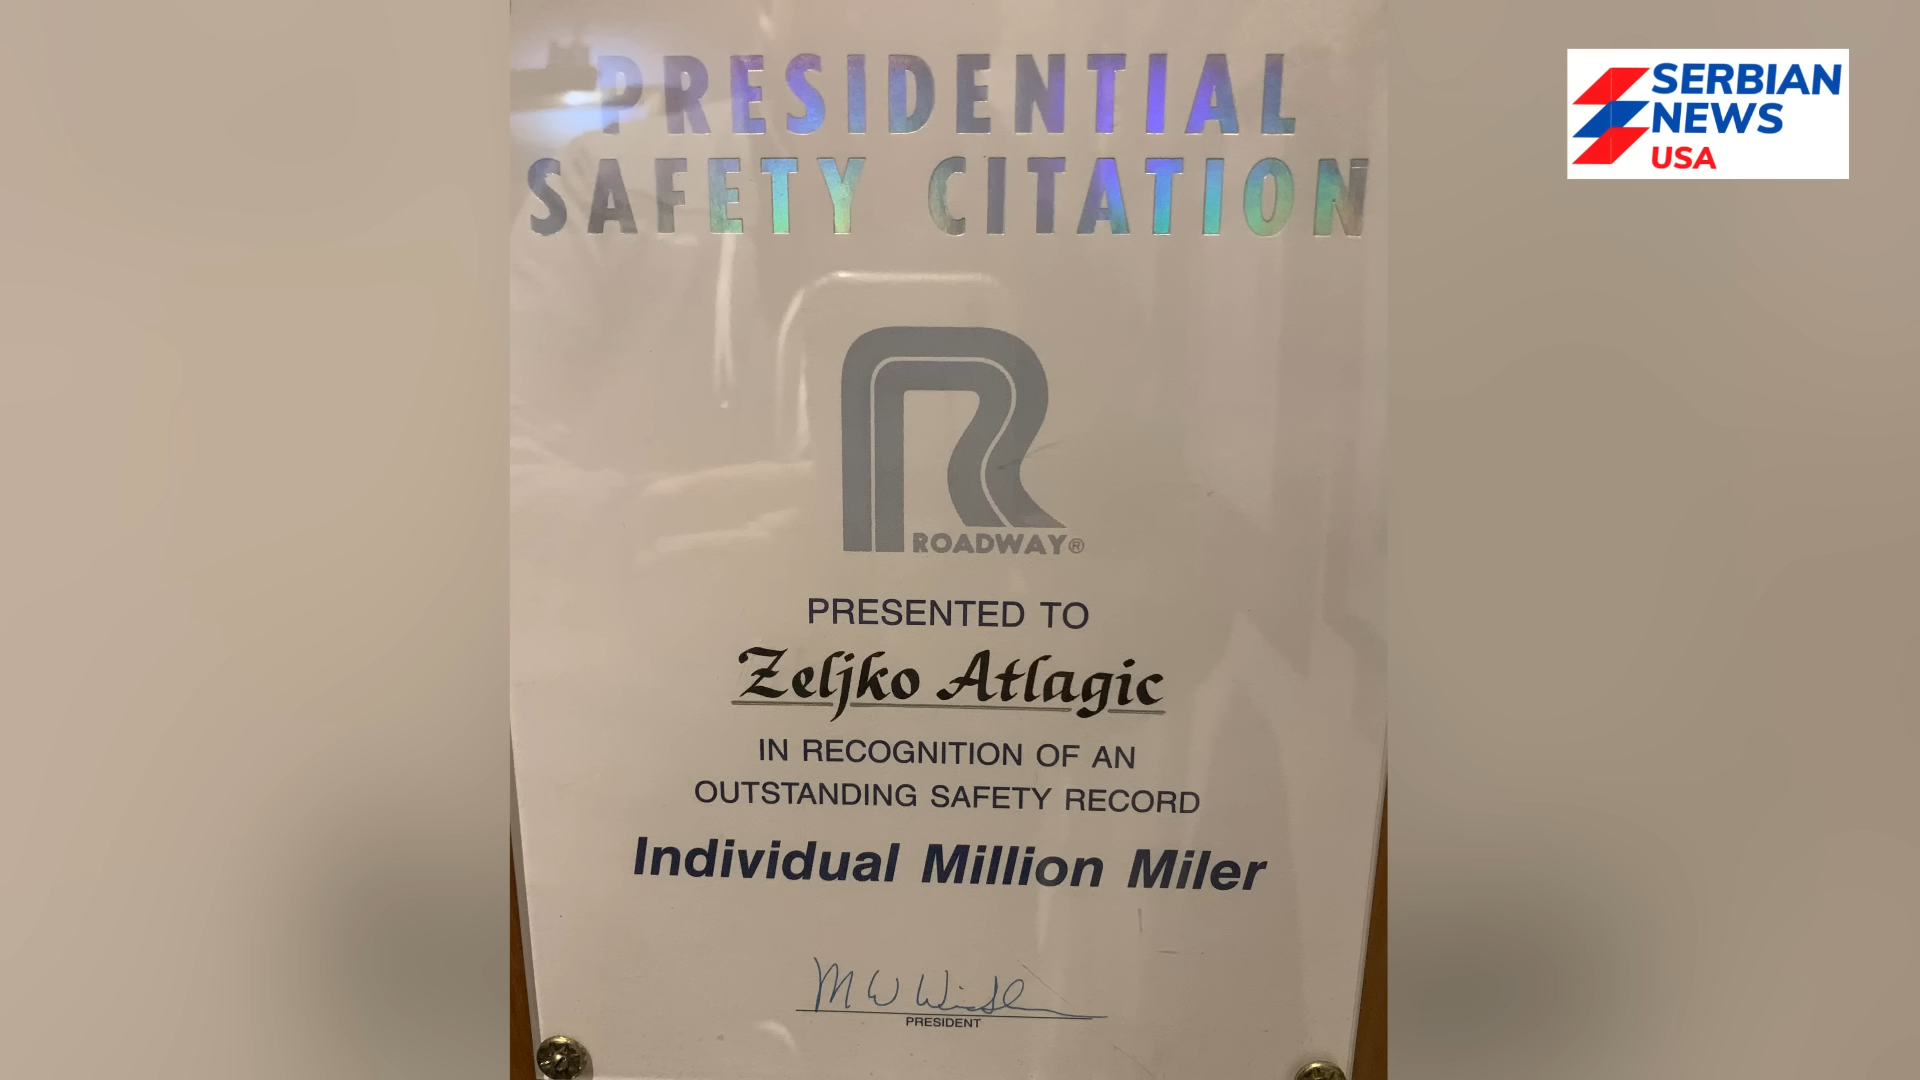 PRESIDENTIAL
SAFETY CITATION
SERBIAN
NEWS
USA
ROADWAY®
PRESENTED TO
Zeljko Atlagic
IN RECOGNITION OF AN
OUTSTANDING SAFETY RECORD
Individual Million Miler
PRESIDENT